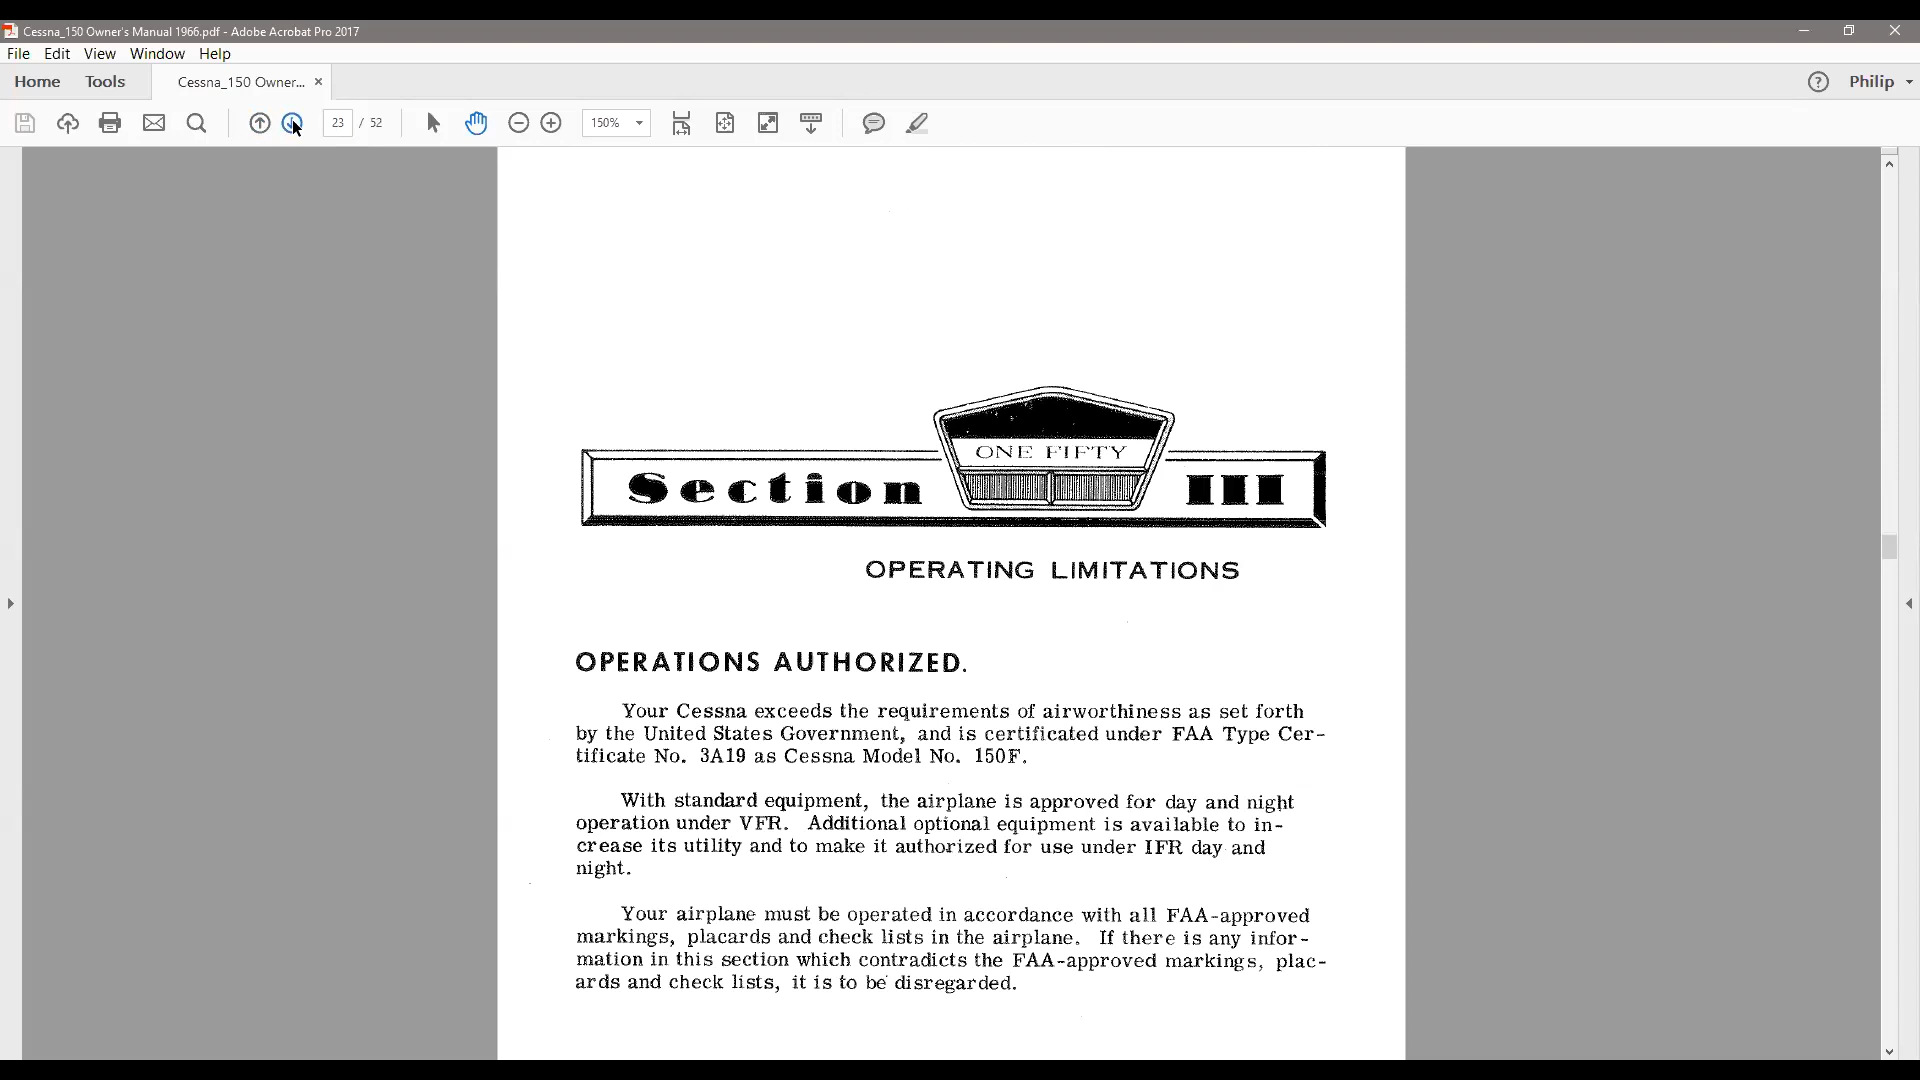 Cessna_150 Owner's Manual 1966.pdf - Adobe Acrobat Pro 2017
File Edit View Window Help
Home Tools Cessna_150 Owner... × Philip
23 / 52 150%
ONE FIFTY
Section III
OPERATING LIMITATIONS
OPERATIONS AUTHORIZED.
Your Cessna exceeds the requirements of airworthiness as set forth
by the United States Government, and is certificated under FAA Type Cer-
tificate No. 3A19 as Cessna Model No. 150F.
With standard equipment, the airplane is approved for day and night
operation under VFR. Additional optional equipment is available to in-
crease its utility and to make it authorized for use under IFR day and
night.
Your airplane must be operated in accordance with all FAA-approved
markings, placards and check lists in the airplane. If there is any infor-
mation in this section which contradicts the FAA-approved markings, plac-
ards and check lists, it is to be disregarded.